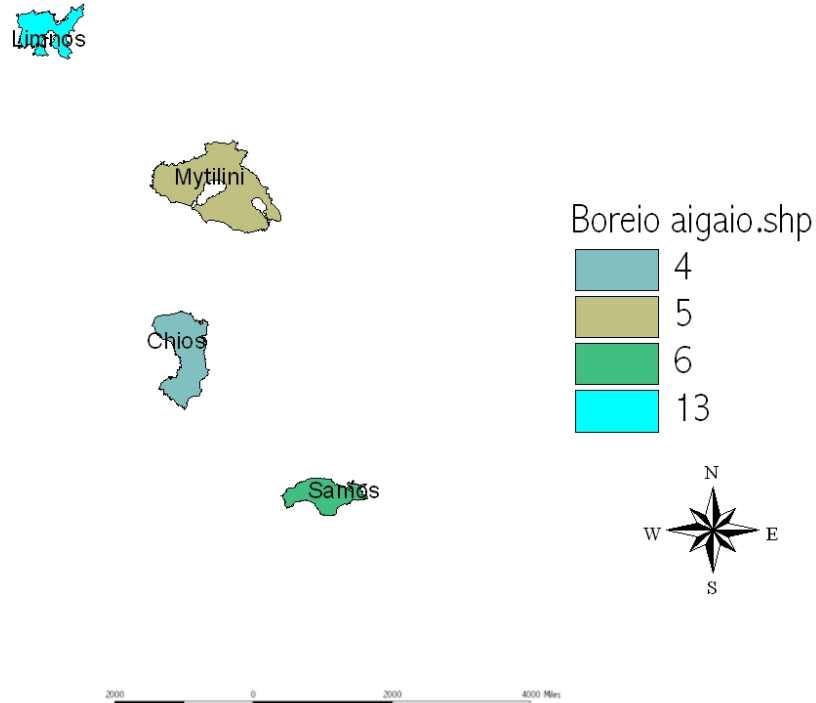 Limnos
Mytilini
Chios
Samos
Boreio aigaio.shp
4
5
6
13
N
W E
S
2000 0 2000 4000 Miles